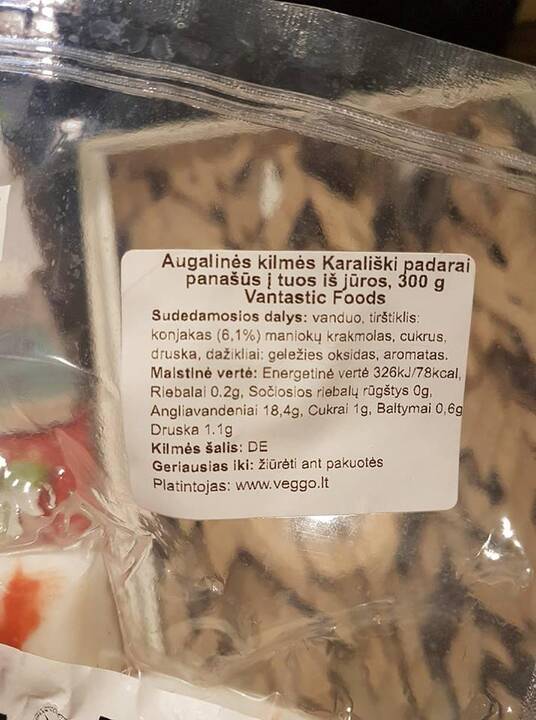 Augalinės kilmės Karališki padarai
panašūs į tuos iš jūros, 300 g
Vantastic Foods
Sudedamosios dalys: vanduo, tirštiklis:
konjakas (6,1%) maniokų krakmolas, cukrus,
druska, dažikliai: geležies oksidas, aromatas.
Maistinė vertė: Energetinė vertė 326kJ/78kcal,
Riebalai 0.2g, Sočiosios riebalų rūgštys 0g,
Angliavandeniai 18,4g, Cukrai 1g, Baltymai 0,6g
Druska 1.1g
Kilmės šalis: DE
Geriausias iki: žiūrėti ant pakuotės
Platintojas: www.veggo.lt